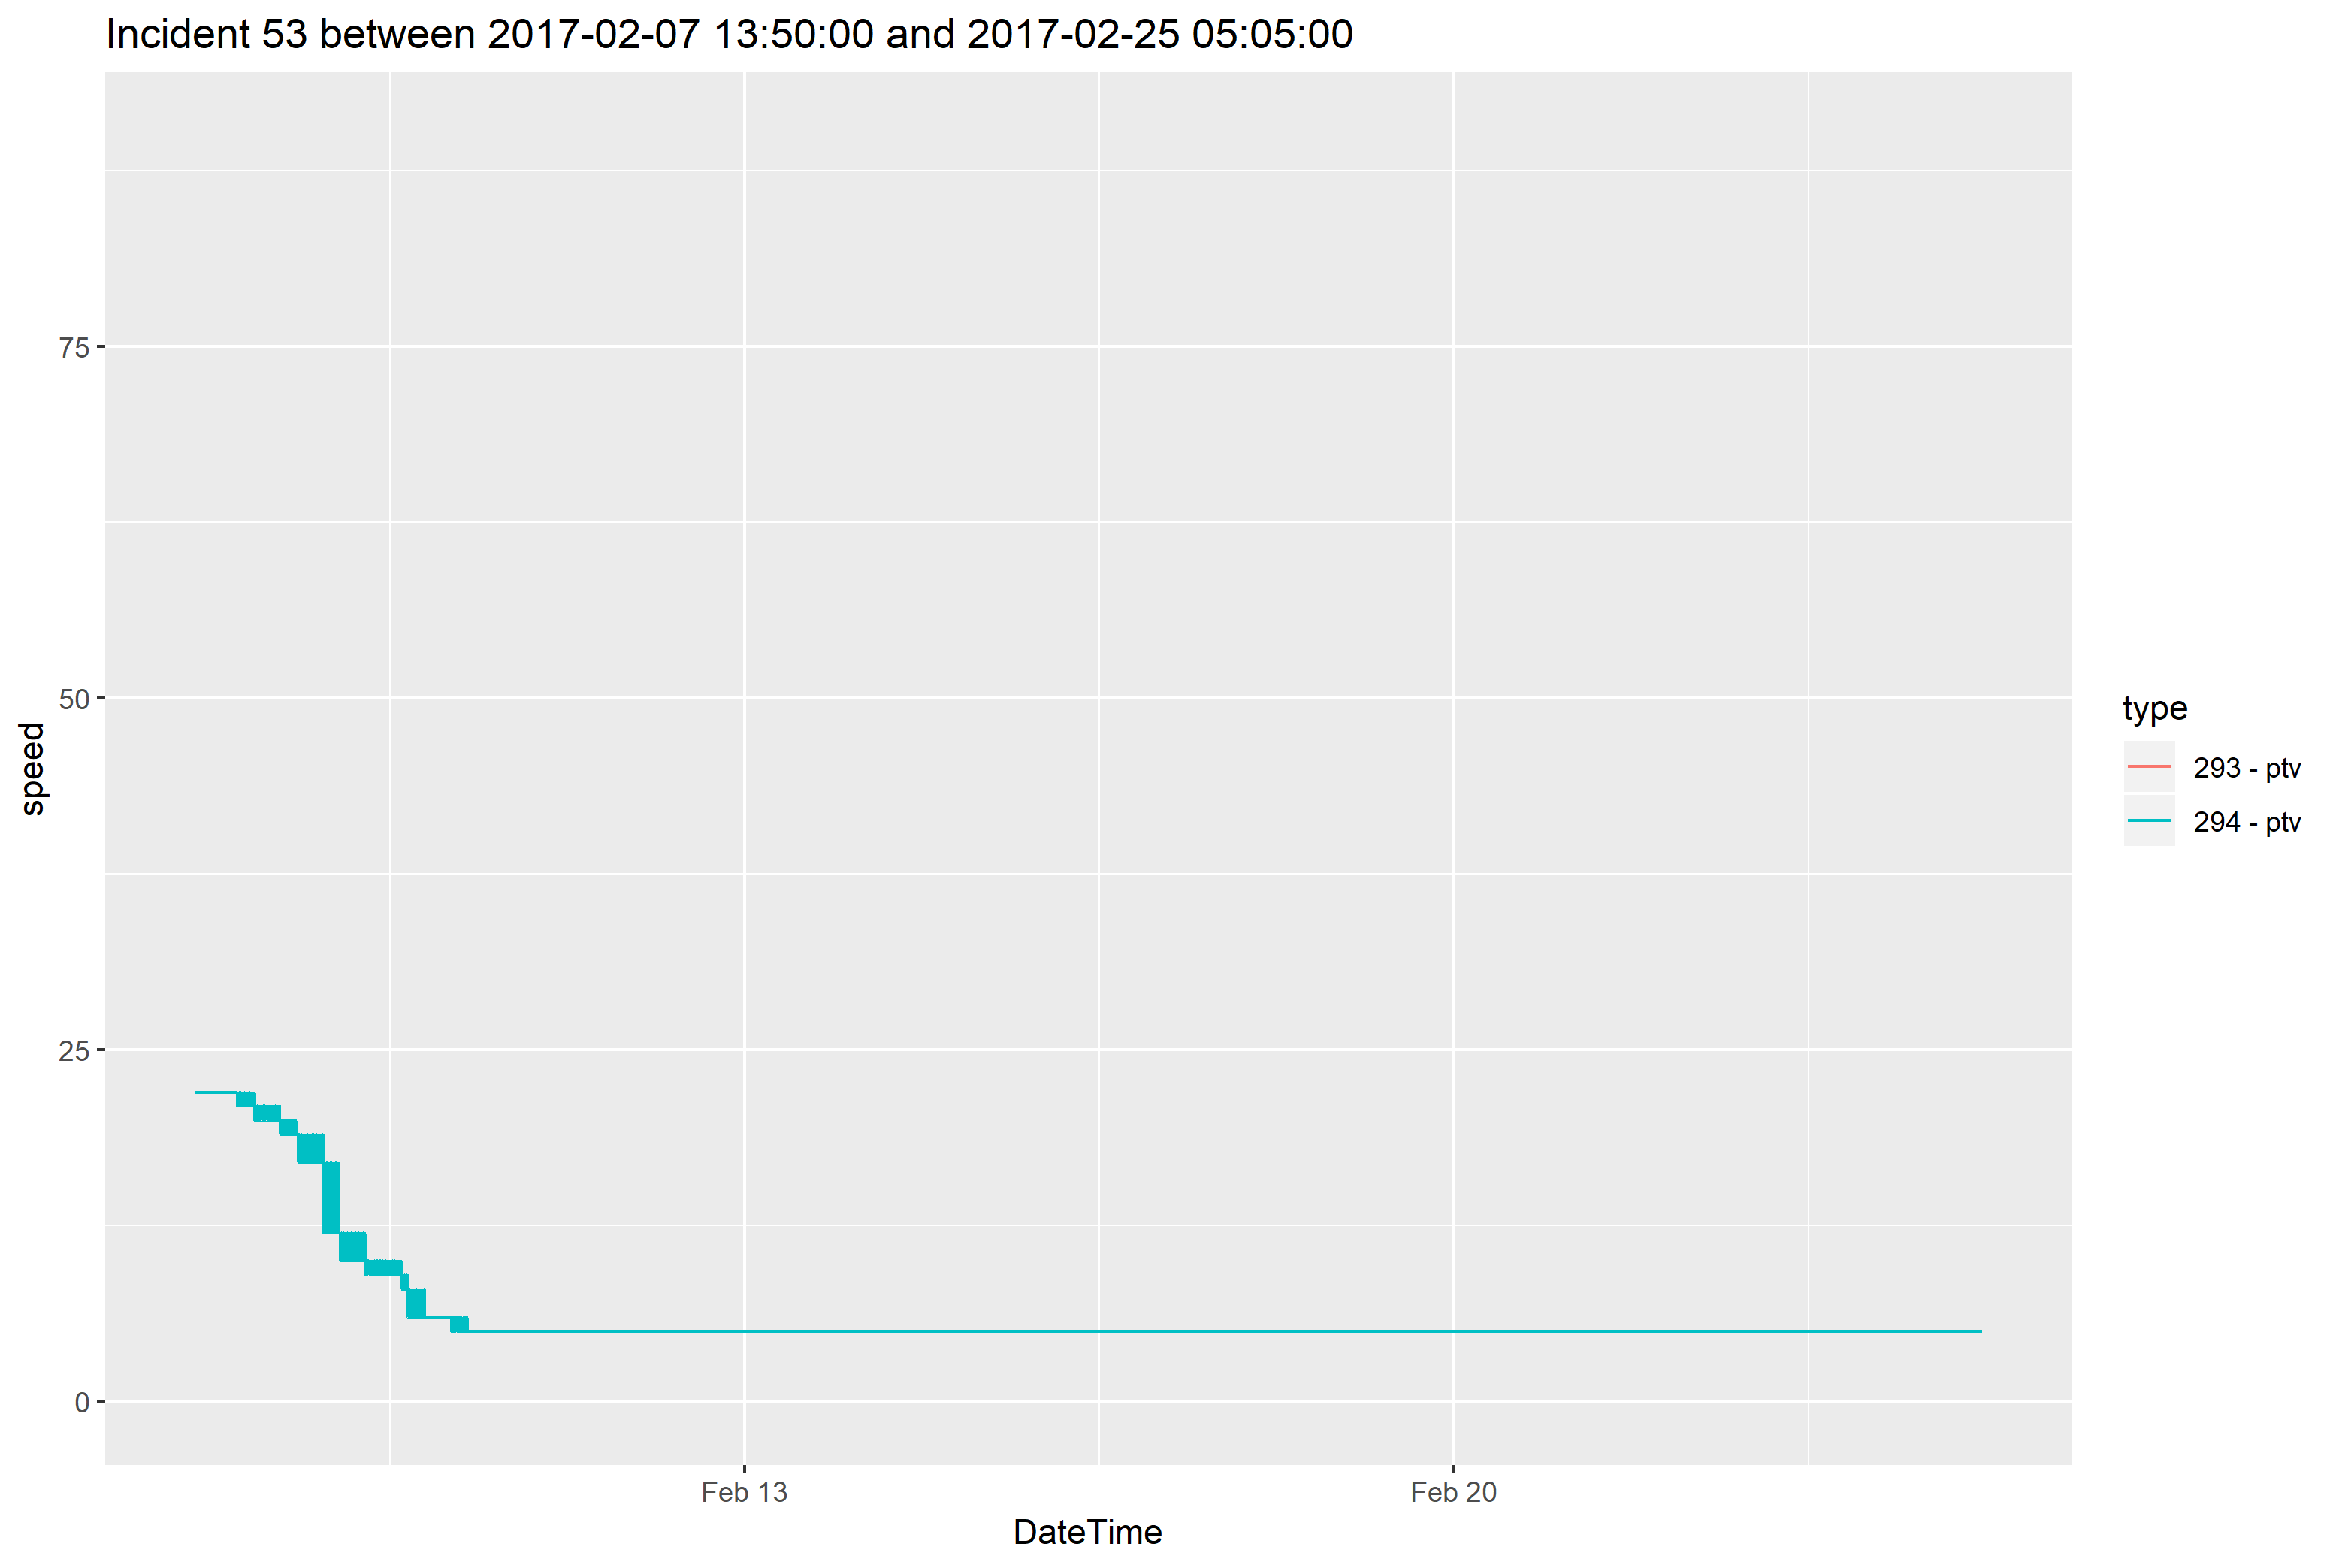 Incident 53 between 2017-02-07 13:50:00 and 2017-02-25 05:05:00
75
50
25
0
speed
Feb 13
Feb 20
DateTime
type
293 - ptv
294 - ptv